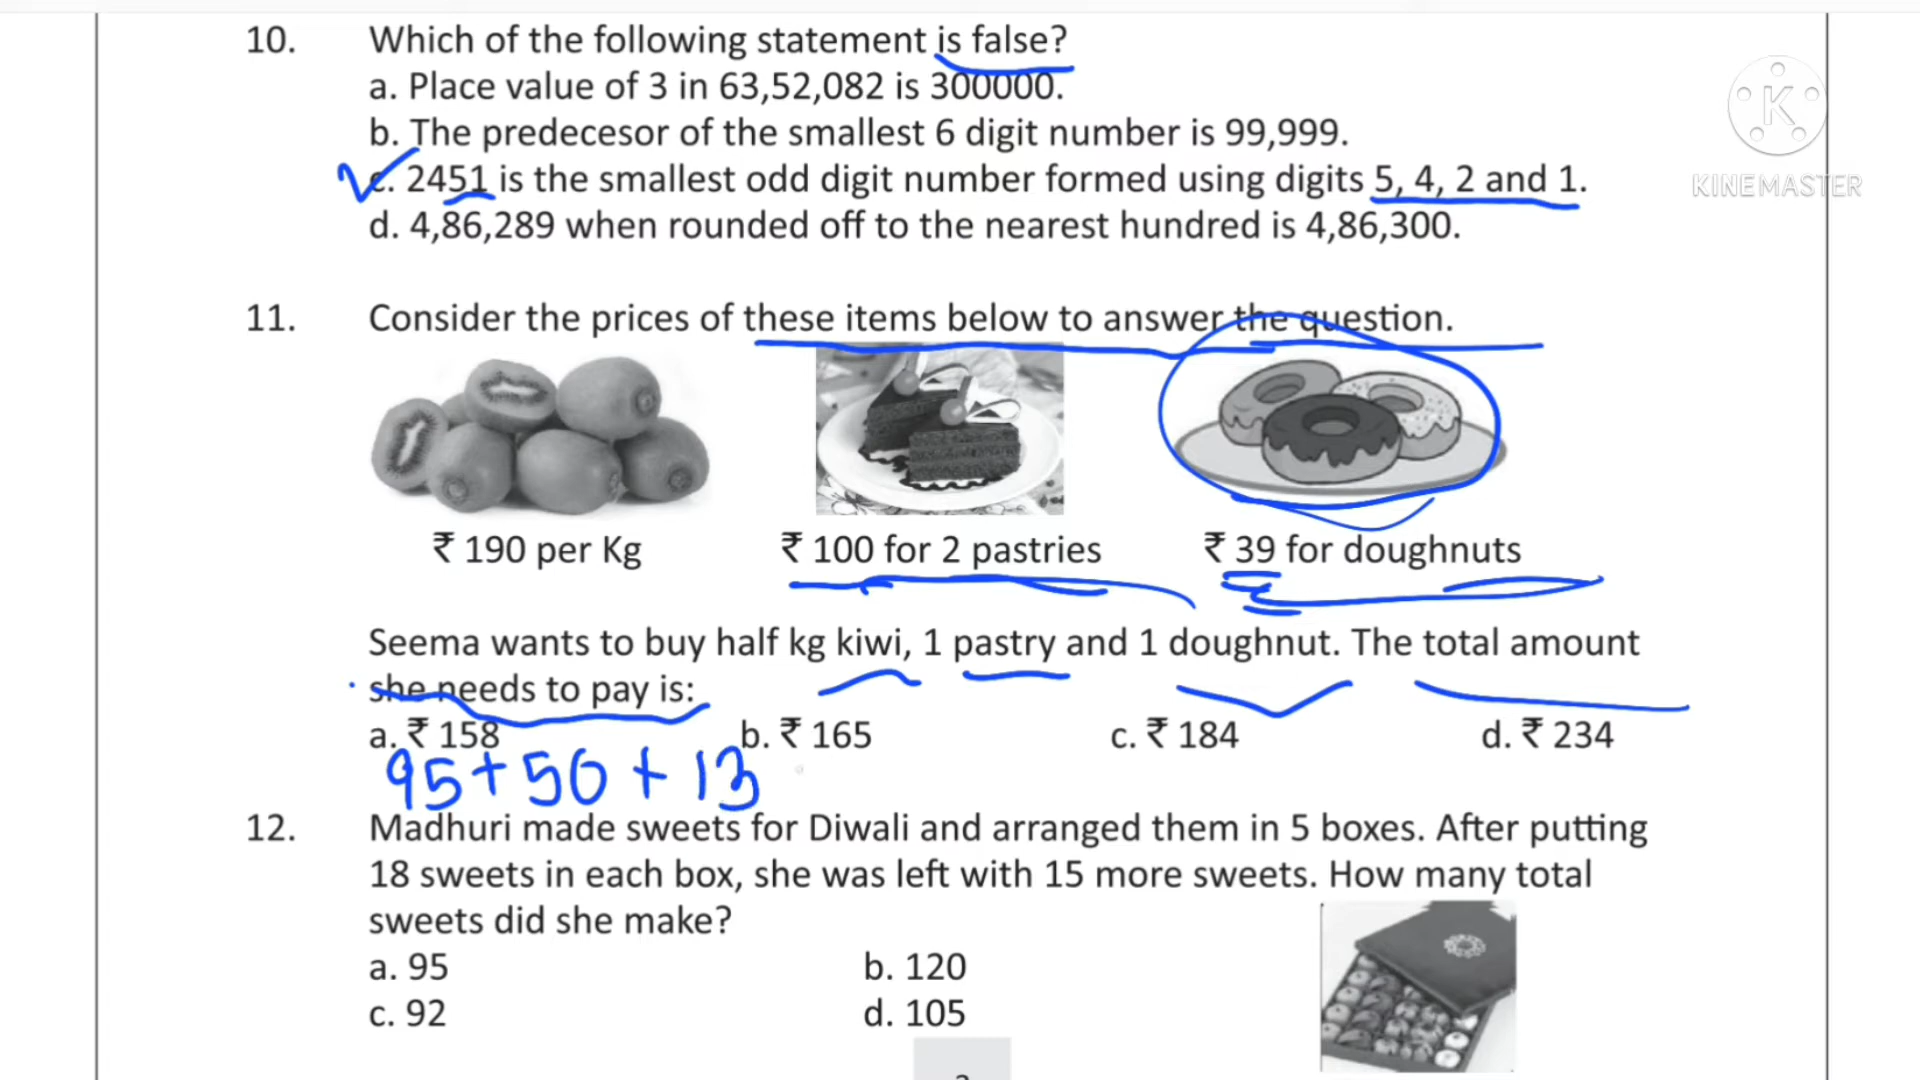 10. Which of the following statement is false?
a. Place value of 3 in 63,52,082 is 300000.
b. The predecesor of the smallest 6 digit number is 99,999.
c. 2451 is the smallest odd digit number formed using digits 5, 4, 2 and 1.
d. 4,86,289 when rounded off to the nearest hundred is 4,86,300.
K
KINEMASTER
11. Consider the prices of these items below to answer the question.
₹ 190 per Kg ₹ 100 for 2 pastries ₹ 39 for doughnuts
Seema wants to buy half kg kiwi, 1 pastry and 1 doughnut. The total amount
she needs to pay is:
a. ₹ 158 b. ₹ 165 c. ₹ 184 d. ₹ 234
95+50+13
12. Madhuri made sweets for Diwali and arranged them in 5 boxes. After putting
18 sweets in each box, she was left with 15 more sweets. How many total
sweets did she make?
a. 95 b. 120
c. 92 d. 105